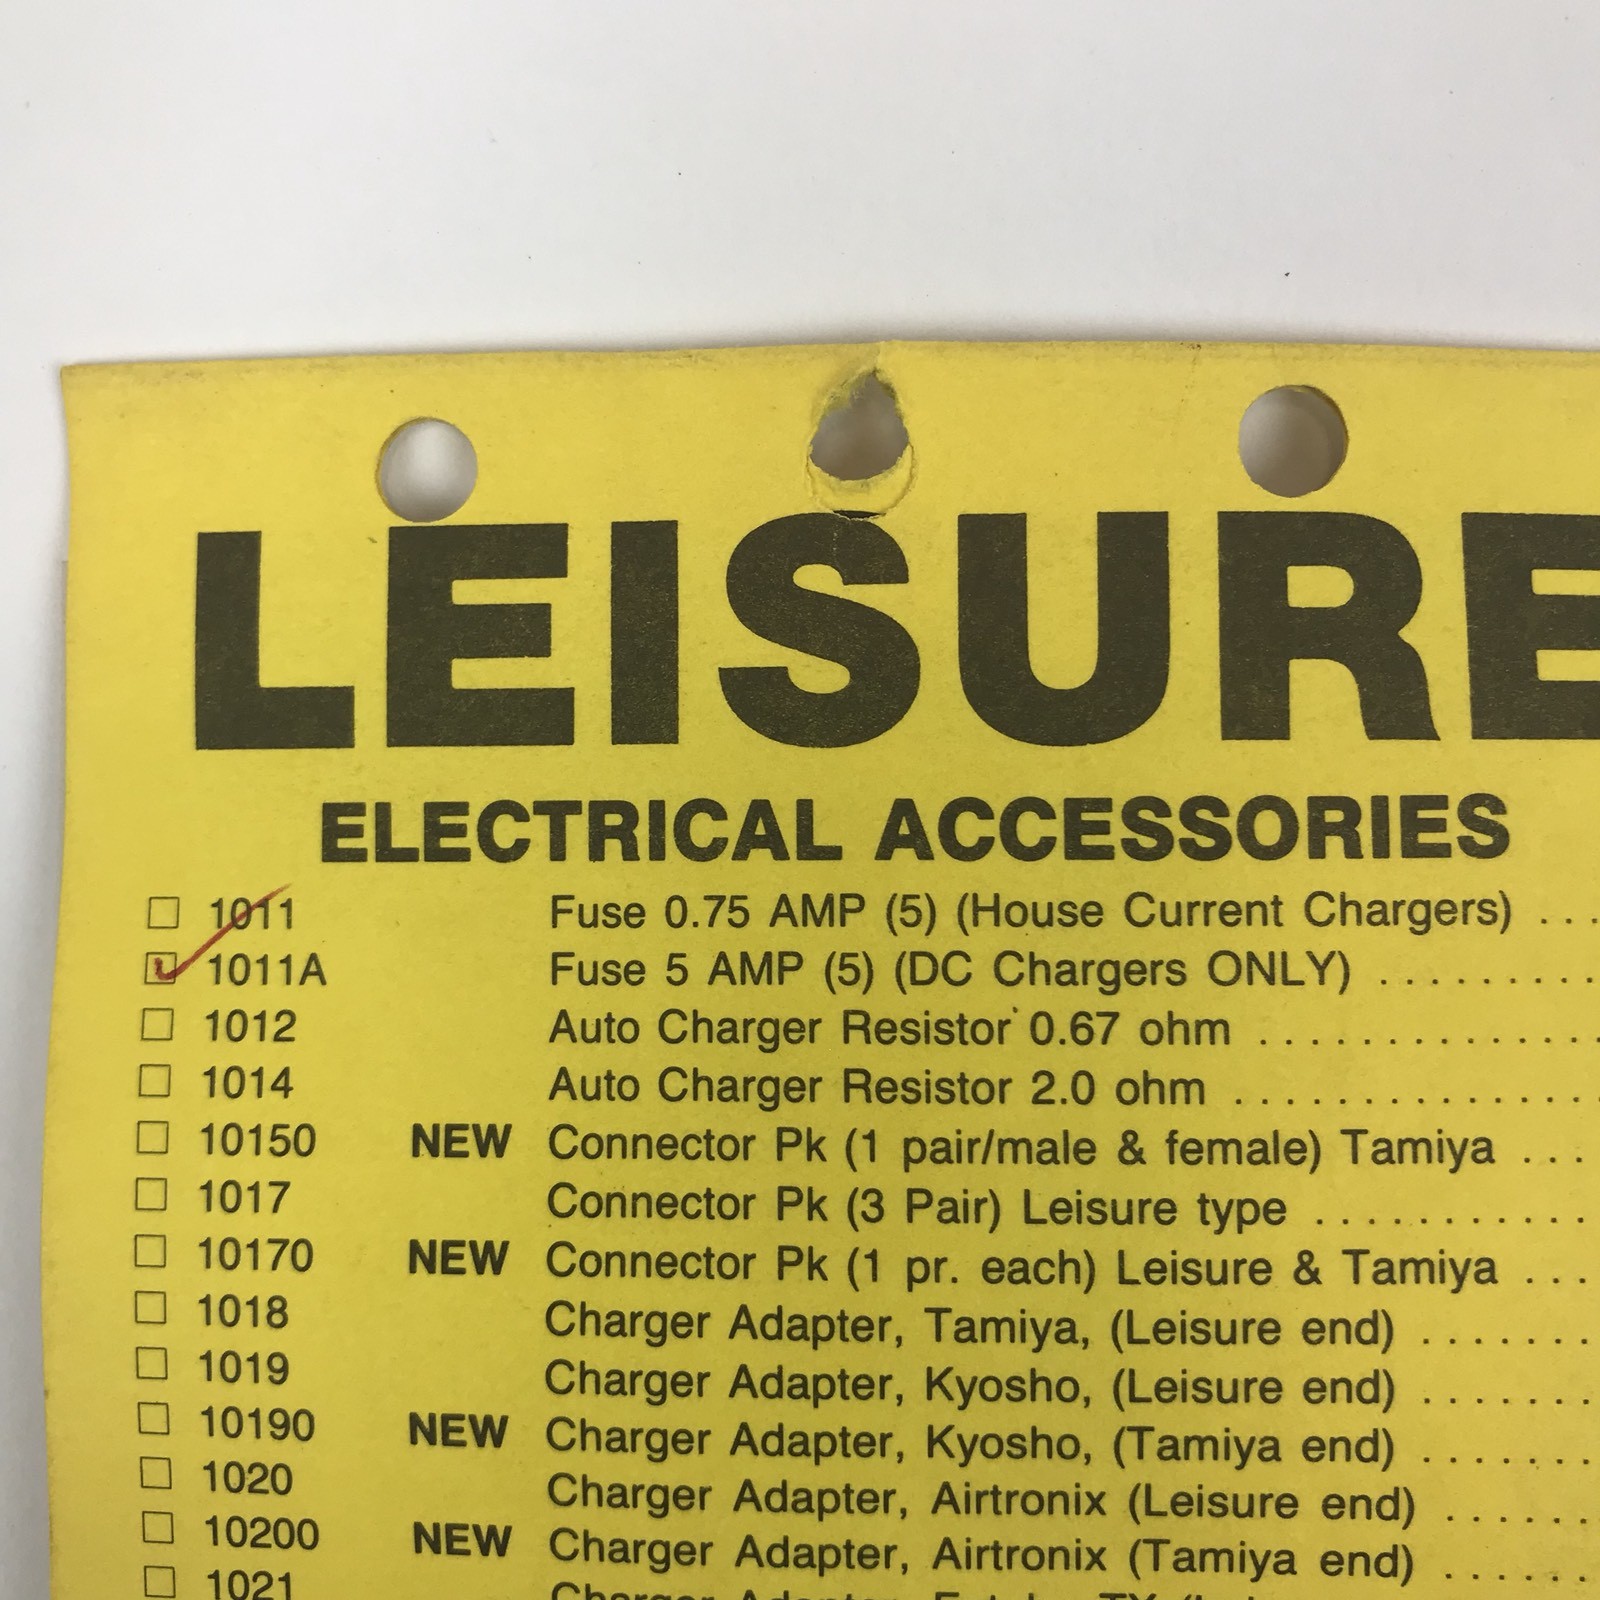 LEISURE
ELECTRICAL ACCESSORIES
☐ 1011 Fuse 0.75 AMP (5) (House Current Chargers) ...
☑ 1011A Fuse 5 AMP (5) (DC Chargers ONLY) .........
☐ 1012 Auto Charger Resistor 0.67 ohm ..............
☐ 1014 Auto Charger Resistor 2.0 ohm ...............
☐ 10150 NEW Connector Pk (1 pair/male & female) Tamiya ...
☐ 1017 Connector Pk (3 Pair) Leisure type ...........
☐ 10170 NEW Connector Pk (1 pr. each) Leisure & Tamiya ...
☐ 1018 Charger Adapter, Tamiya, (Leisure end) .......
☐ 1019 Charger Adapter, Kyosho, (Leisure end) .......
☐ 10190 NEW Charger Adapter, Kyosho, (Tamiya end) .......
☐ 1020 Charger Adapter, Airtronix (Leisure end) ......
☐ 10200 NEW Charger Adapter, Airtronix (Tamiya end) ......
☐ 1021 Charger Adapter,